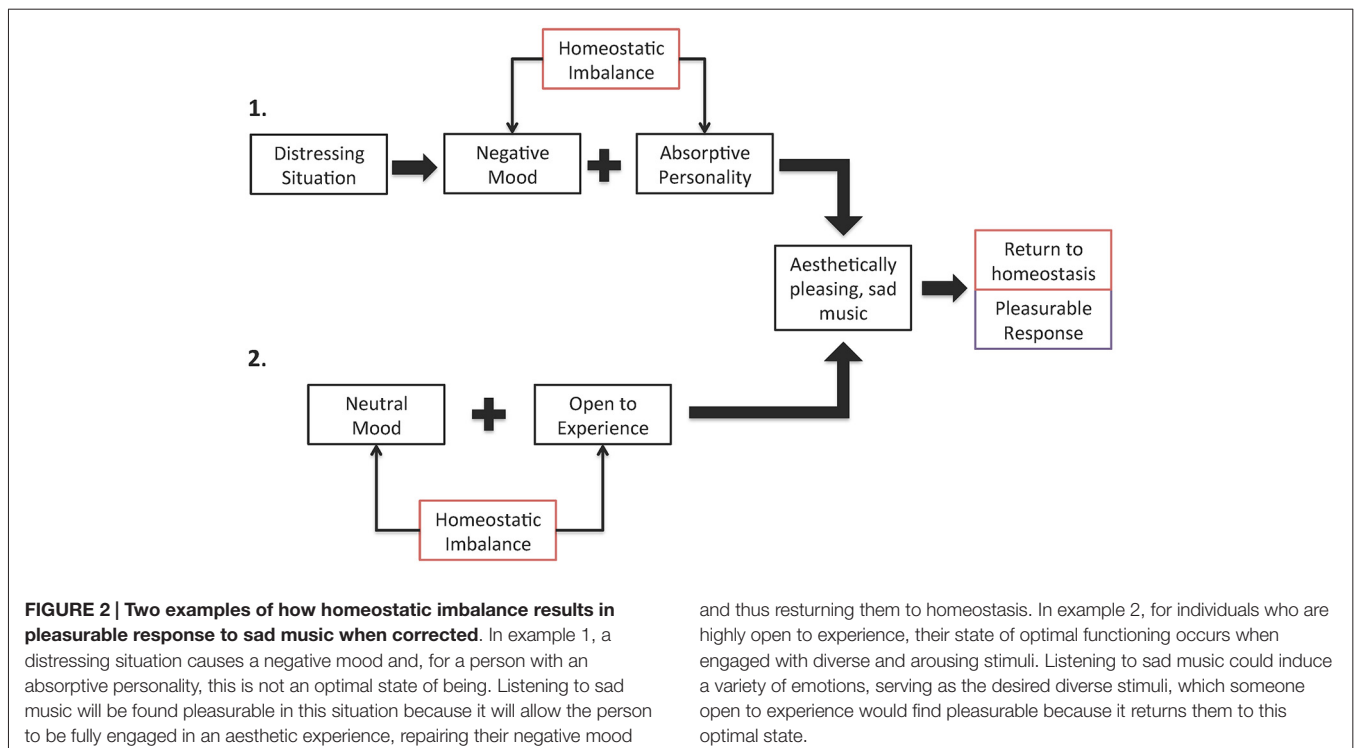 Homeostatic
Imbalance
1.
Distressing
Situation
Negative
Mood
Absorptive
Personality
Aesthetically
pleasing, sad
music
Return to
homeostasis
Pleasurable
Response
2.
Neutral
Mood
Open to
Experience
Homeostatic
Imbalance
FIGURE 2 | Two examples of how homeostatic imbalance results in
pleasurable response to sad music when corrected. In example 1, a
distressing situation causes a negative mood and, for a person with an
absorptive personality, this is not an optimal state of being. Listening to sad
music will be found pleasurable in this situation because it will allow the person
to be fully engaged in an aesthetic experience, repairing their negative mood
and thus resturning them to homeostasis. In example 2, for individuals who are
highly open to experience, their state of optimal functioning occurs when
engaged with diverse and arousing stimuli. Listening to sad music could induce
a variety of emotions, serving as the desired diverse stimuli, which someone
open to experience would find pleasurable because it returns them to this
optimal state.